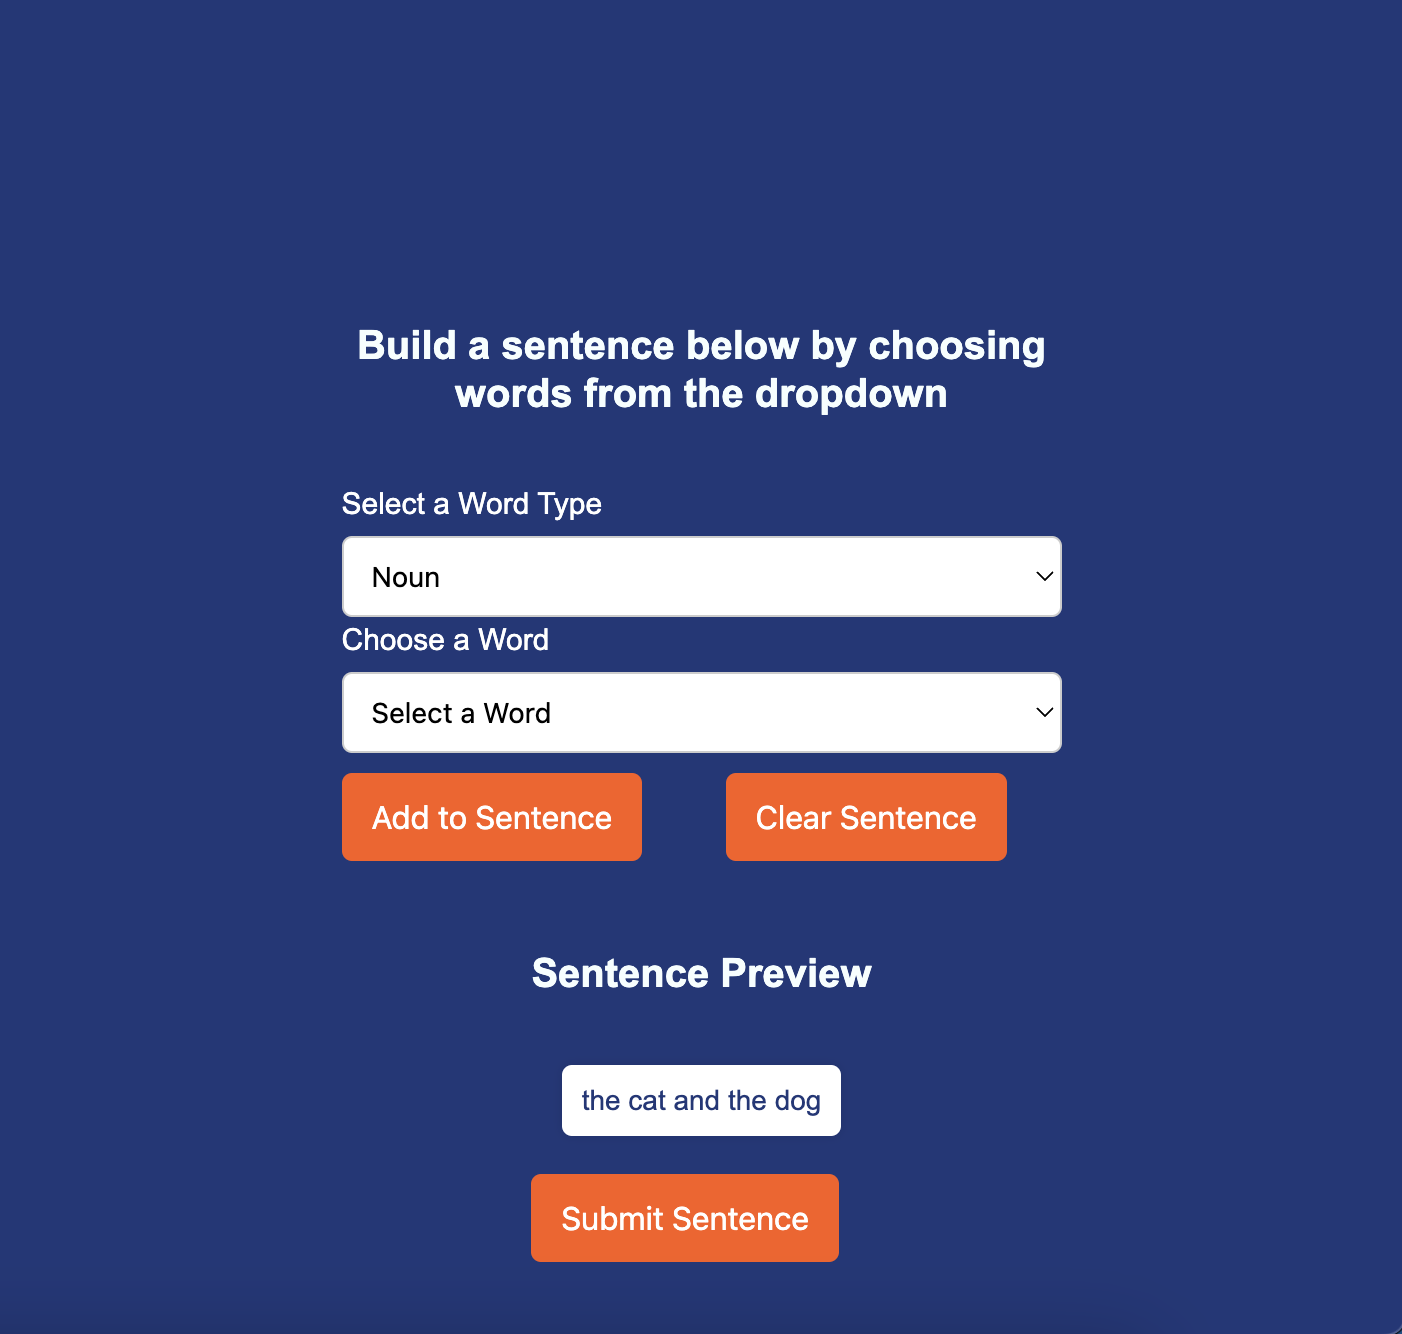 Build a sentence below by choosing
words from the dropdown
Select a Word Type
Noun
Choose a Word
Select a Word
Add to Sentence
Clear Sentence
Sentence Preview
the cat and the dog
Submit Sentence